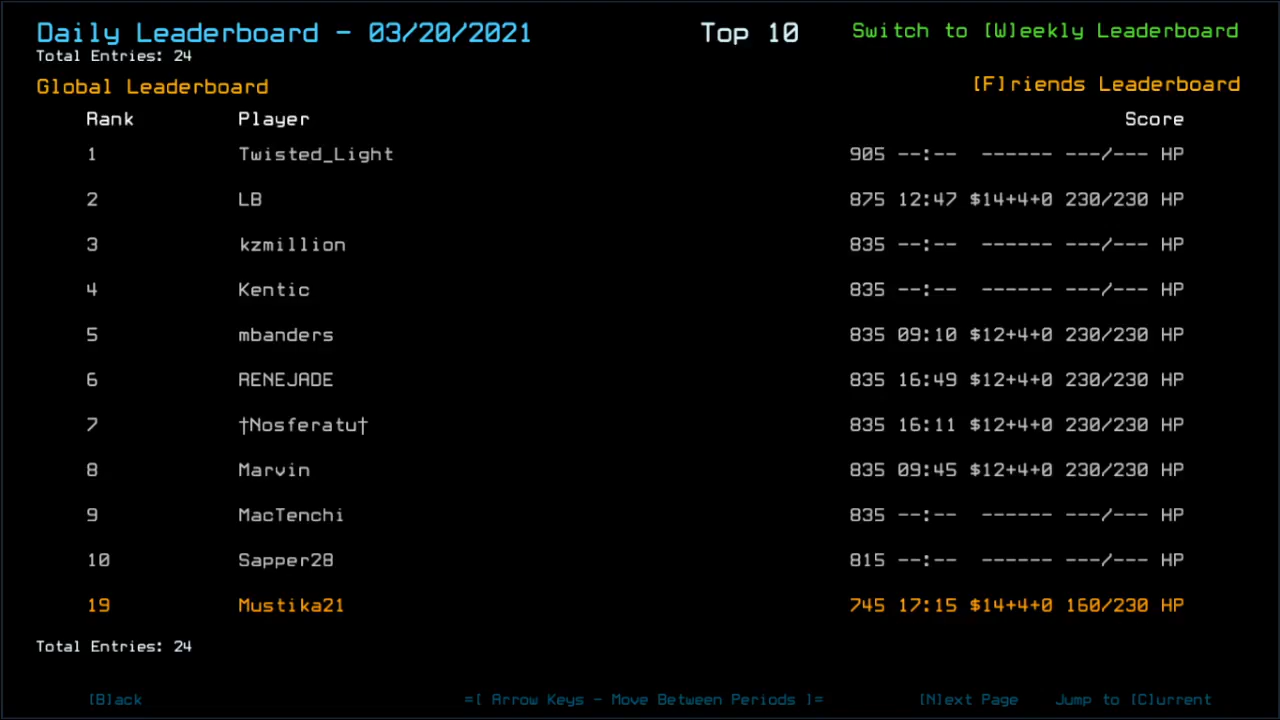 Daily Leaderboard - 03/20/2021 Top 10 Switch to [W]eekly Leaderboard
Total Entries: 24
Global Leaderboard [F]riends Leaderboard
Rank Player Score
1 Twisted_Light 905 --:-- ------ ---/--- HP
2 LB 875 12:47 $14+4+0 230/230 HP
3 kzmillion 835 --:-- ------ ---/--- HP
4 Kentic 835 --:-- ------ ---/--- HP
5 mbanders 835 09:10 $12+4+0 230/230 HP
6 RENEJADE 835 16:49 $12+4+0 230/230 HP
7 †Nosferatu† 835 16:11 $12+4+0 230/230 HP
8 Marvin 835 09:45 $12+4+0 230/230 HP
9 MacTenchi 835 --:-- ------ ---/--- HP
10 Sapper28 815 --:-- ------ ---/--- HP
19 Mustika21 745 17:15 $14+4+0 160/230 HP
Total Entries: 24
[B]ack =[ Arrow Keys - Move Between Periods ]= [N]ext Page Jump to [C]urrent